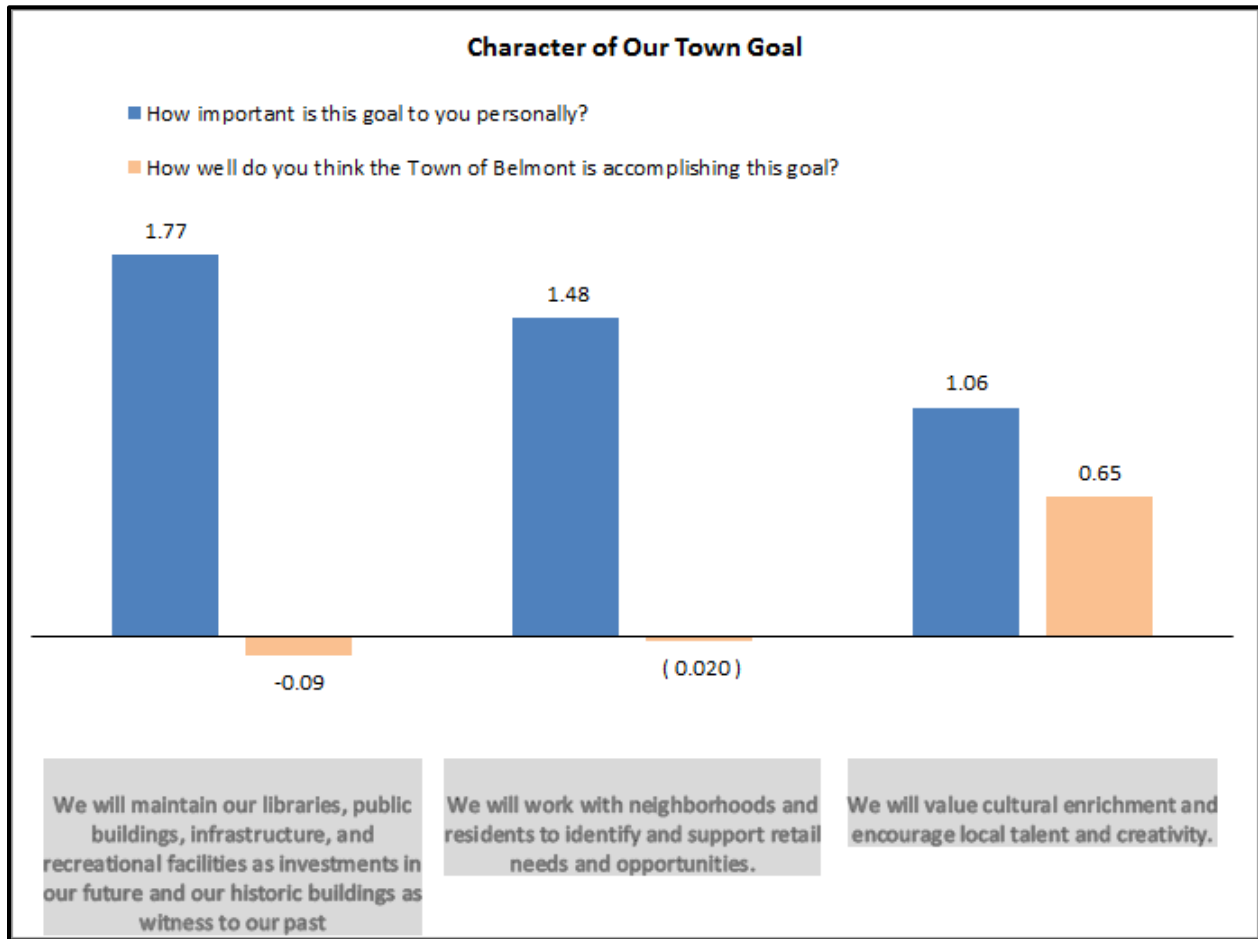 Character of Our Town Goal
How important is this goal to you personally?
How well do you think the Town of Belmont is accomplishing this goal?
1.77
1.48
1.06
0.65
-0.09
( 0.020 )
We will maintain our libraries, public
buildings, infrastructure, and
recreational facilities as investments in
our future and our historic buildings as
witness to our past
We will work with neighborhoods and
residents to identify and support retail
needs and opportunities.
We will value cultural enrichment and
encourage local talent and creativity.